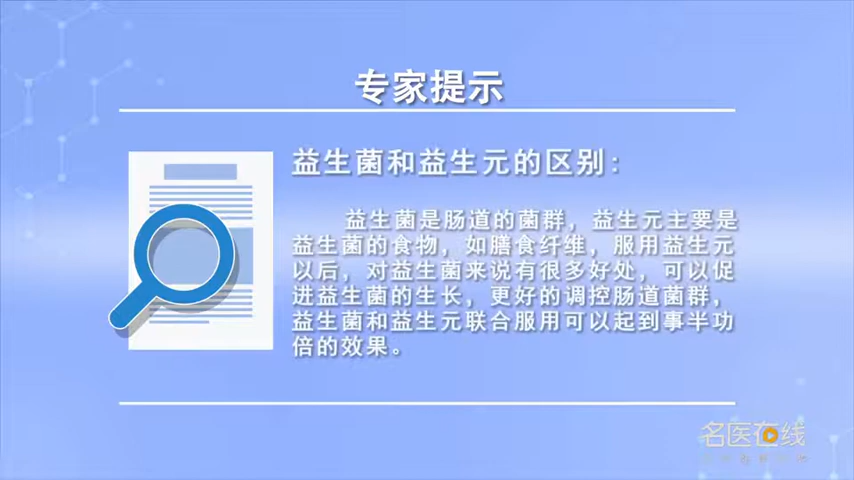 专家提示
益生菌和益生元的区别：
益生菌是肠道的菌群，益生元主要是
益生菌的食物，如膳食纤维，服用益生元
以后，对益生菌来说有很多好处，可以促
进益生菌的生长，更好的调控肠道菌群，
益生菌和益生元联合服用可以起到事半功
倍的效果。
名医在线